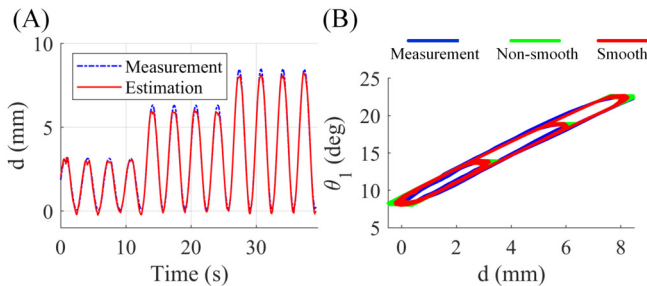 (A)
10
5
0
d (mm)
Measurement
Estimation
0
10
20
30
Time (s)
(B)
Measurement
Non-smooth
Smooth
25
20
15
10
5
θ1 (deg)
0
2
4
6
8
d (mm)